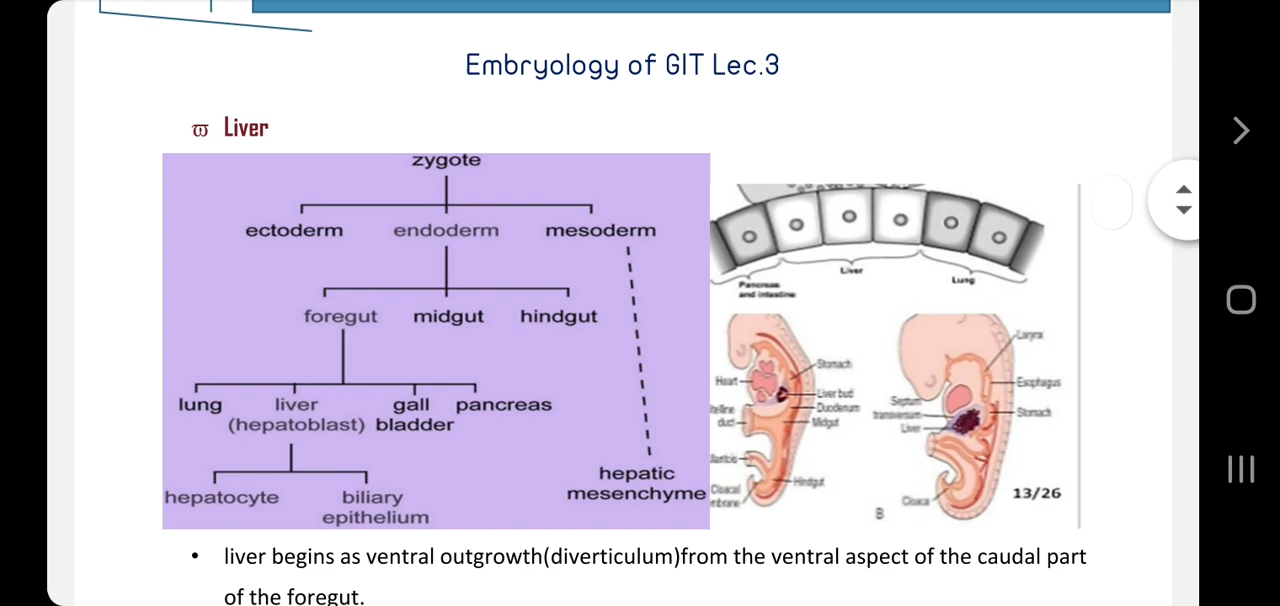 Embryology of GIT Lec.3
ϖ Liver
zygote
ectoderm endoderm mesoderm
foregut midgut hindgut
lung liver (hepatoblast) gall bladder pancreas
hepatocyte biliary epithelium
hepatic mesenchyme
Pancreas and intestine
Liver
Lung
Heart
Stomach
Liver bud
Duodenum
Midgut
duct
Hindgut
Cloacal
Larynx
Esophagus
Stomach
Septum transversum
Liver
Cloaca
B
13/26
• liver begins as ventral outgrowth(diverticulum)from the ventral aspect of the caudal part
of the foregut.